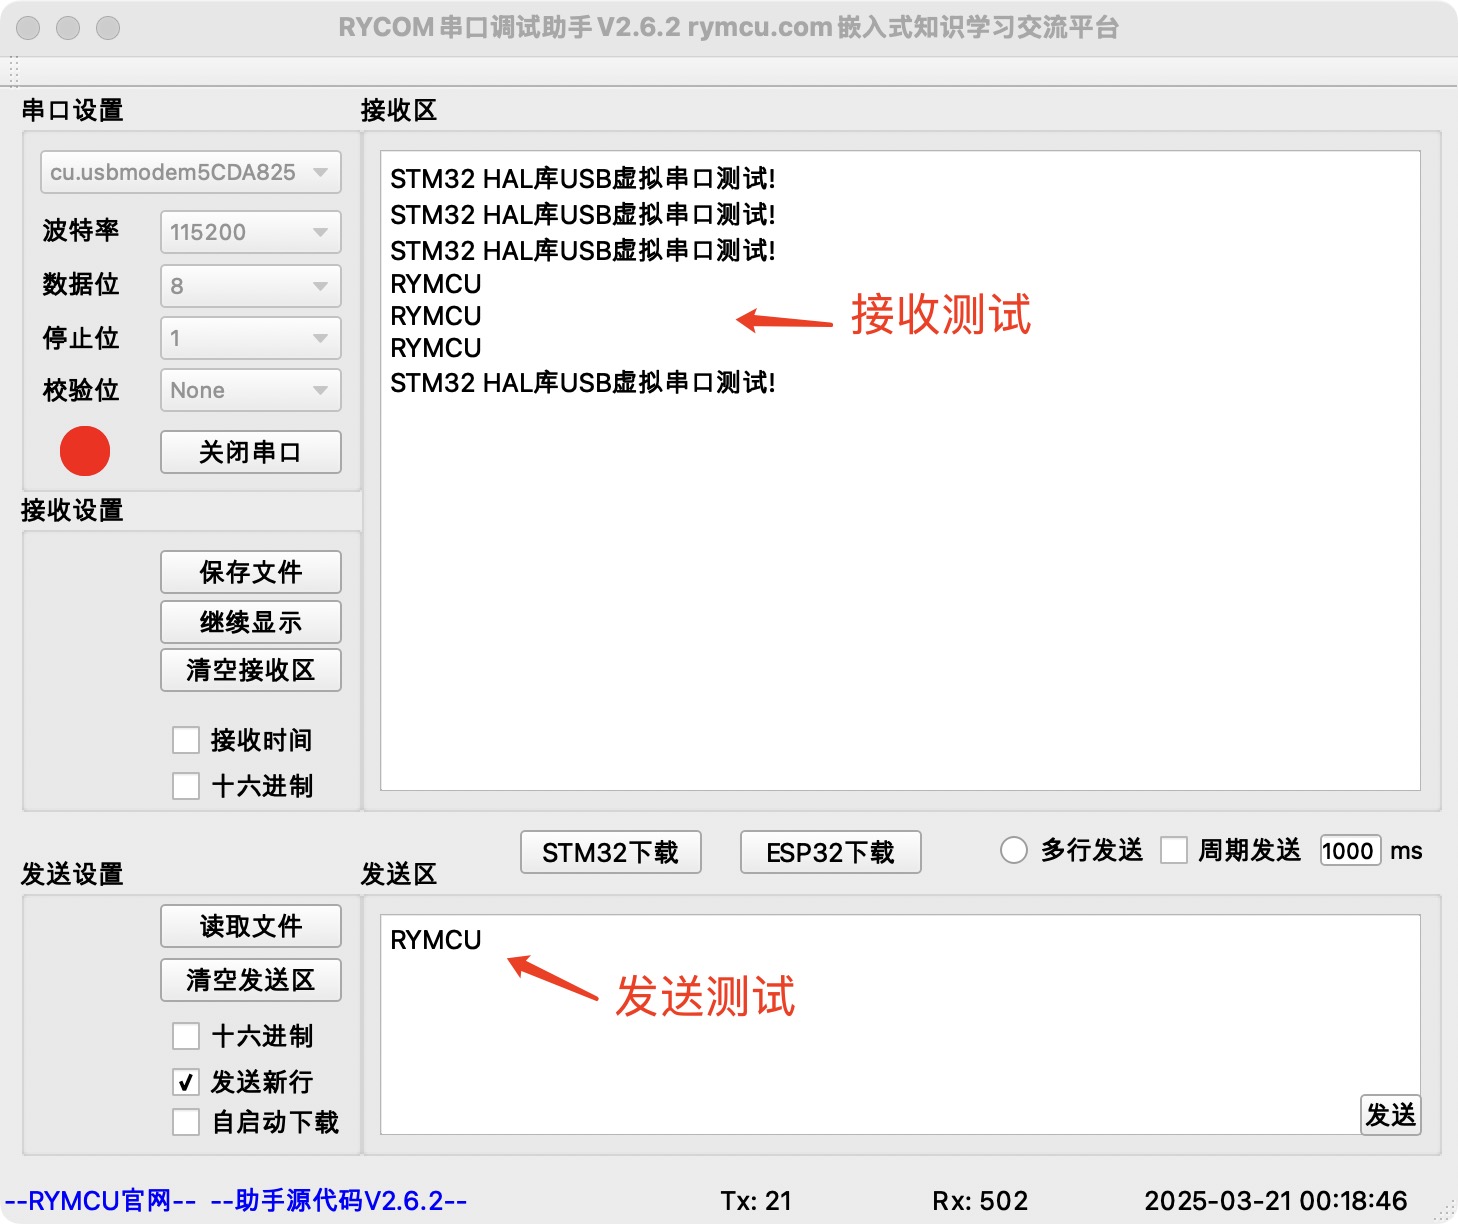 RYCOM串口调试助手V2.6.2 rymcu.com嵌入式知识学习交流平台
串口设置
cu.usbmodem5CDA825
波特率 115200
数据位 8
停止位 1
校验位 None
关闭串口
接收设置
保存文件
继续显示
清空接收区
接收时间
十六进制
接收区
STM32 HAL库USB虚拟串口测试!
STM32 HAL库USB虚拟串口测试!
STM32 HAL库USB虚拟串口测试!
RYMCU
RYMCU
RYMCU
STM32 HAL库USB虚拟串口测试!
接收测试
STM32下载 ESP32下载 多行发送 周期发送 1000 ms
发送设置
读取文件
清空发送区
十六进制
发送新行
自启动下载
发送区
RYMCU
发送测试
发送
--RYMCU官网-- --助手源代码V2.6.2-- Tx: 21 Rx: 502 2025-03-21 00:18:46